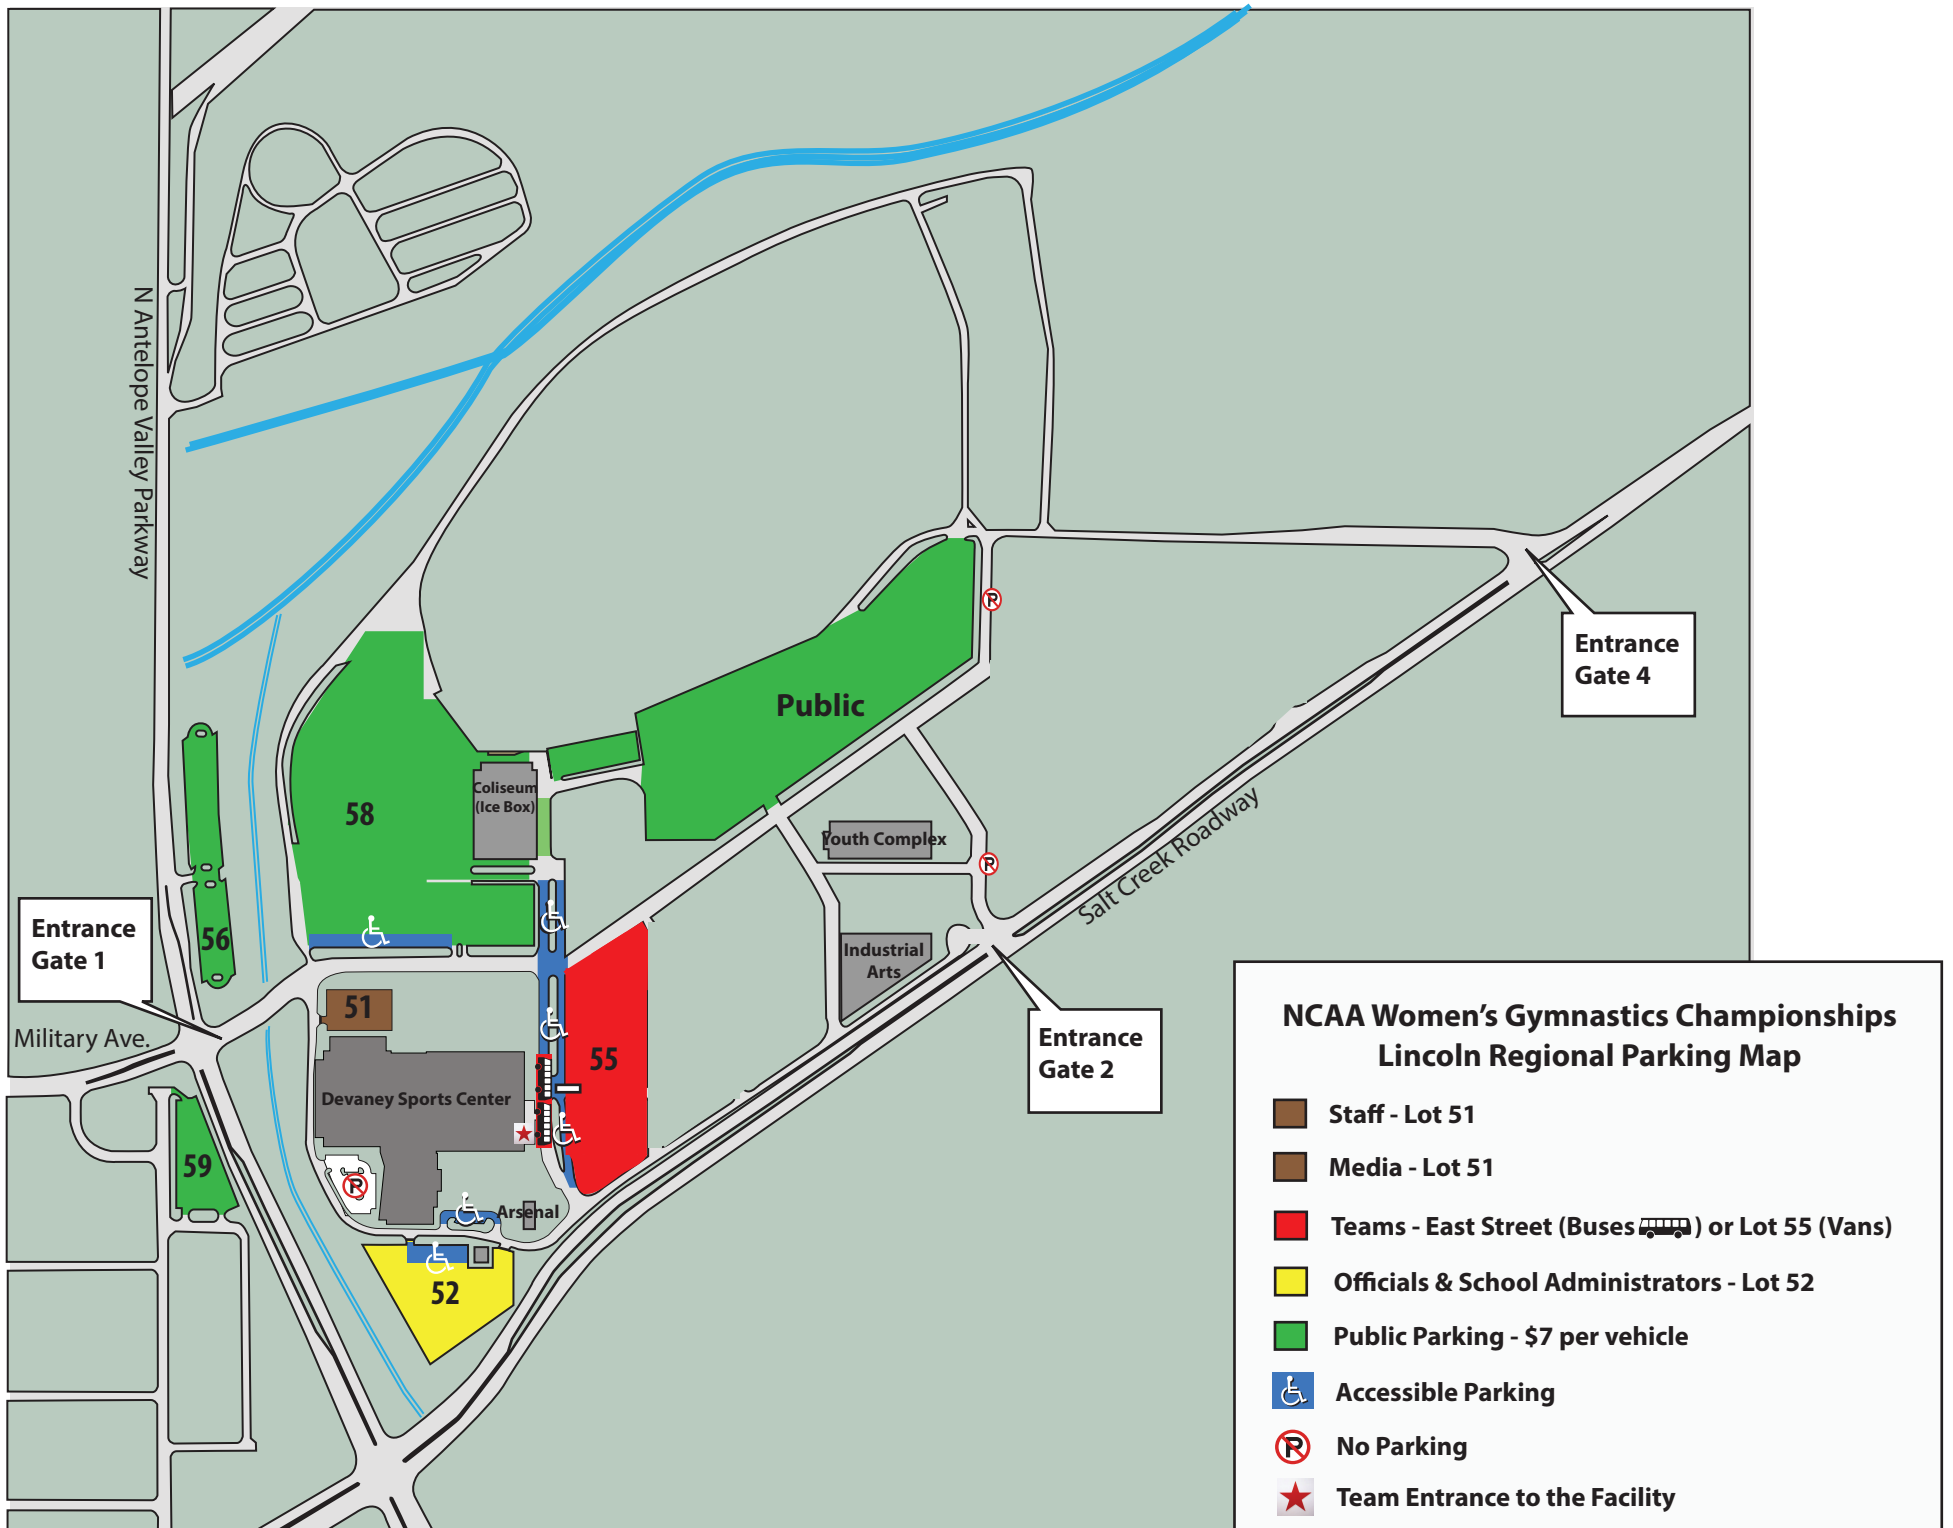 N Antelope Valley Parkway
Public
Entrance
Gate 4
58
Coliseum
(Ice Box)
Youth Complex
Salt Creek Roadway
Entrance
Gate 1
56
Industrial
Arts
51
Military Ave.
55
Entrance
Gate 2
Devaney Sports Center
59
Arsenal
52
NCAA Women's Gymnastics Championships
Lincoln Regional Parking Map
Staff - Lot 51
Media - Lot 51
Teams - East Street (Buses ) or Lot 55 (Vans)
Officials & School Administrators - Lot 52
Public Parking - $7 per vehicle
Accessible Parking
P No Parking
Team Entrance to the Facility
P
P
P